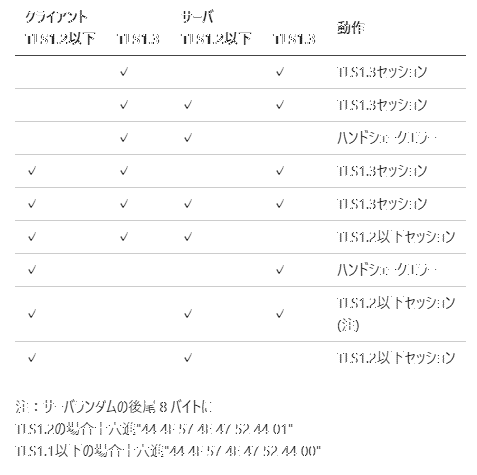 クライアント サーバ
TLS1.2以下 TLS1.3 TLS1.2以下 TLS1.3 動作
✓ ✓ TLS1.3セッション
✓ ✓ ✓ TLS1.3セッション
✓ ✓ ハンドシェークエラー
✓ ✓ ✓ TLS1.3セッション
✓ ✓ ✓ ✓ TLS1.3セッション
✓ ✓ ✓ TLS1.2以下セッション
✓ ✓ ハンドシェークエラー
✓ ✓ ✓ TLS1.2以下セッション
(注)
✓ ✓ TLS1.2以下セッション
注：サーバランダムの後尾８バイトに
TLS1.2の場合十六進"44 4F 57 4E 47 52 44 01"
TLS1.1以下の場合十六進"44 4F 57 4E 47 52 44 00"